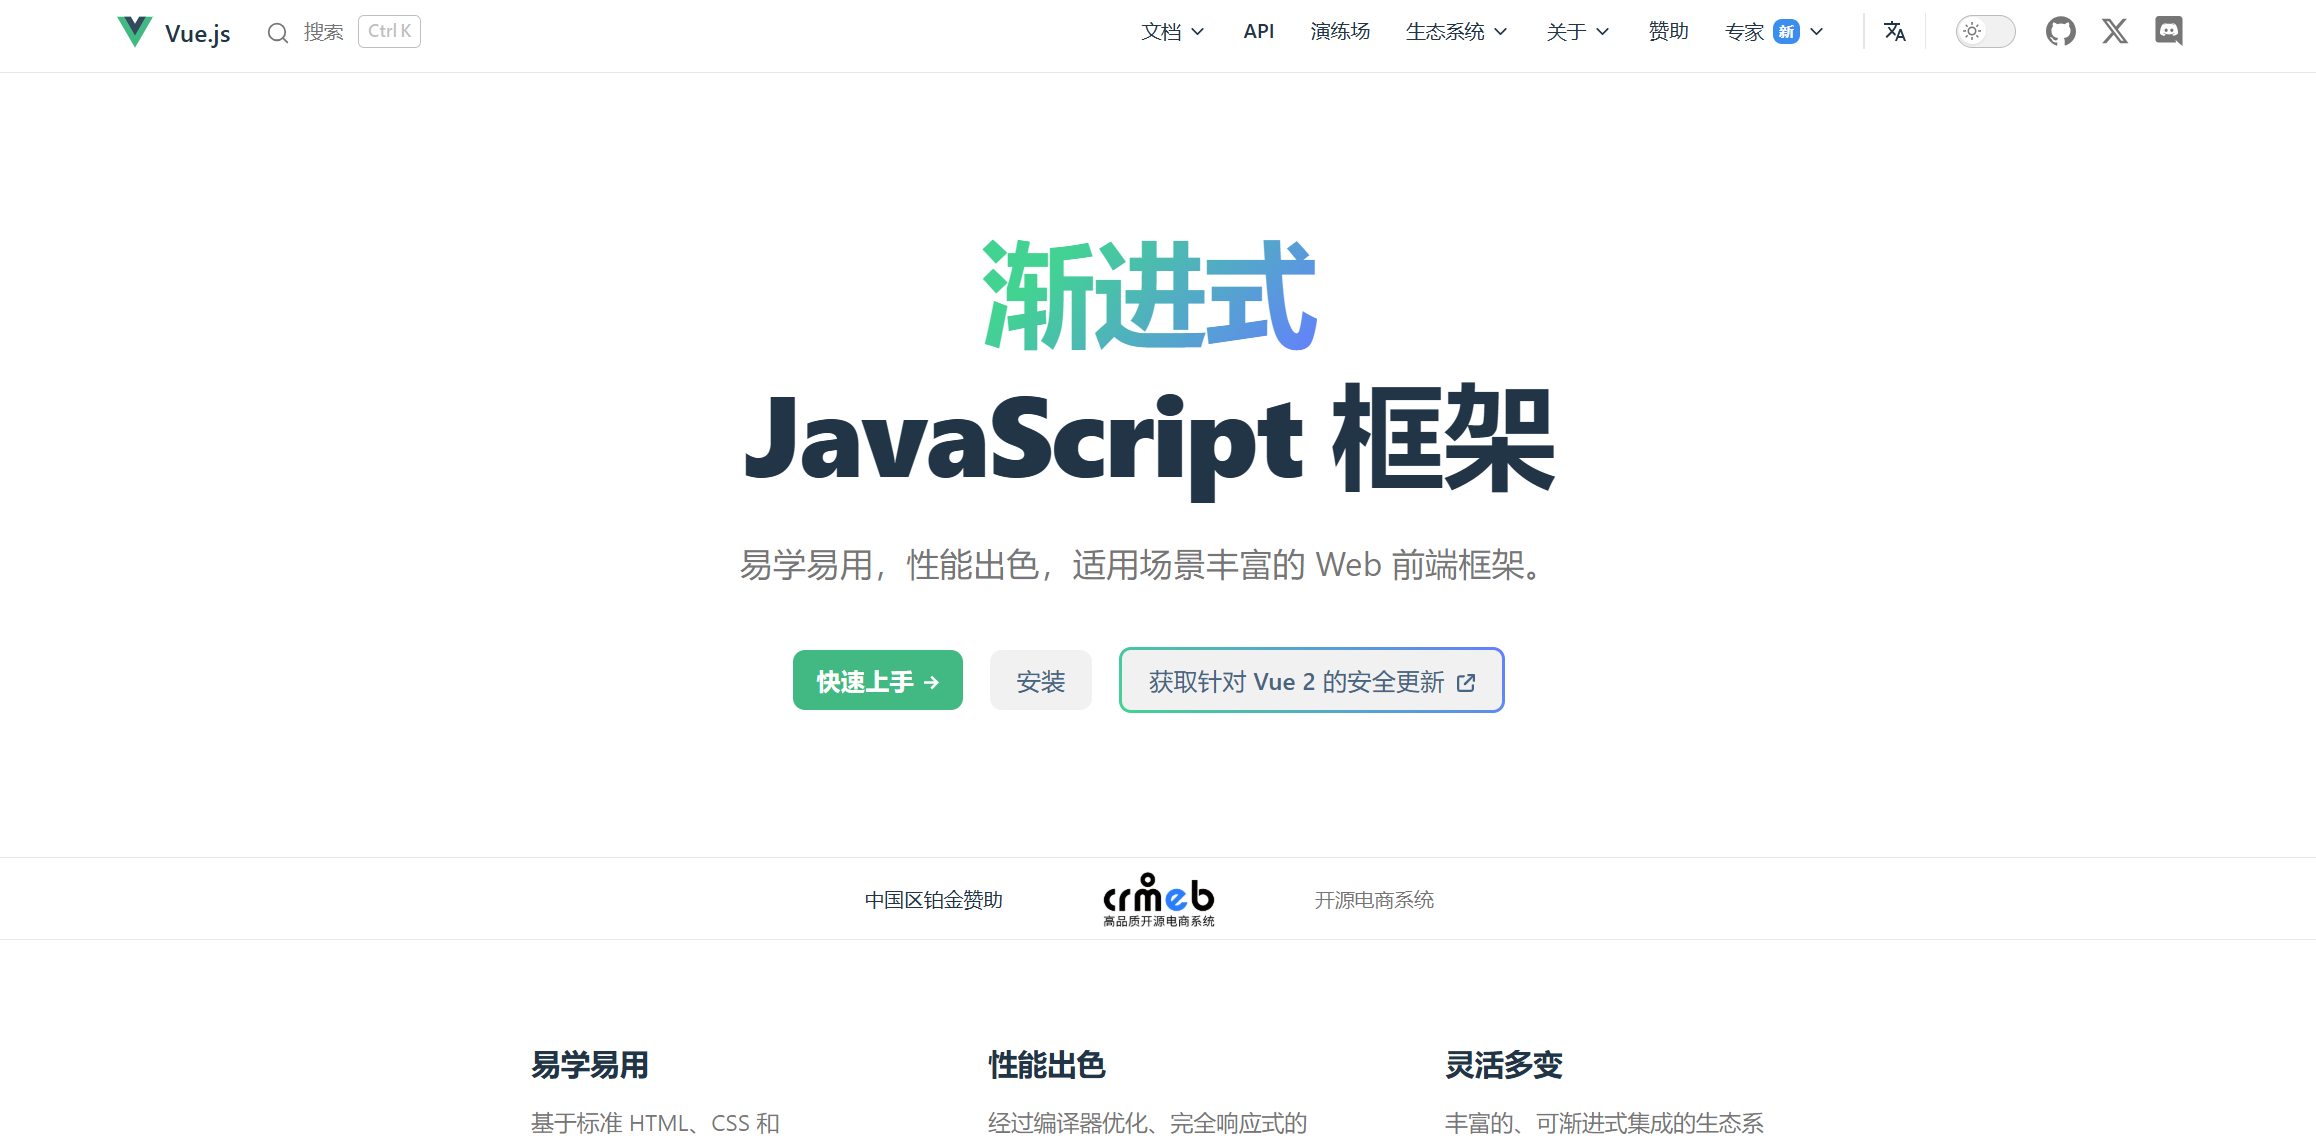 Vue.js 搜索 Ctrl K 文档 API 演练场 生态系统 关于 赞助 专家 新
渐进式
JavaScript 框架
易学易用，性能出色，适用场景丰富的 Web 前端框架。
快速上手 → 安装 获取针对 Vue 2 的安全更新
中国区铂金赞助 crmeb 开源电商系统
高品质开源电商系统
易学易用 性能出色 灵活多变
基于标准 HTML、CSS 和 经过编译器优化、完全响应式的 丰富的、可渐进式集成的生态系